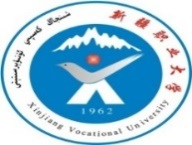 新疆职业大学
1962
Xinjiang Vocational University